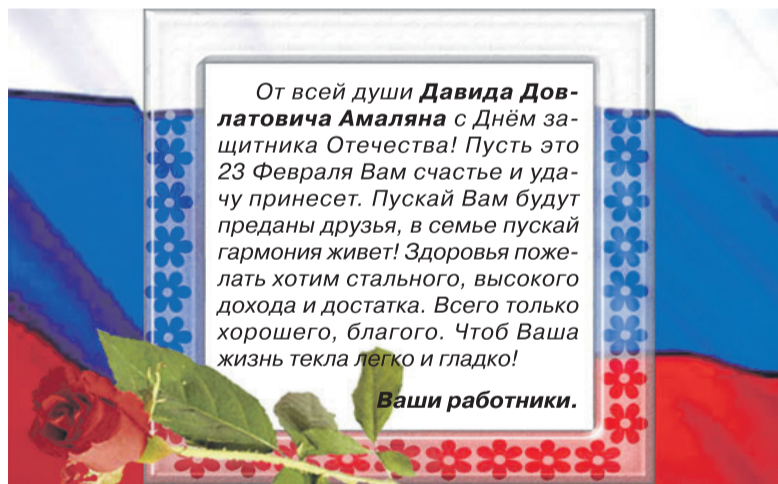 От всей души Давида Дов-
латовича Амаляна с Днём за-
щитника Отечества! Пусть это
23 Февраля Вам счастье и уда-
чу принесет. Пускай Вам будут
преданы друзья, в семье пускай
гармония живет! Здоровья поже-
лать хотим стального, высокого
дохода и достатка. Всего только
хорошего, благого. Чтоб Ваша
жизнь текла легко и гладко!
Ваши работники.